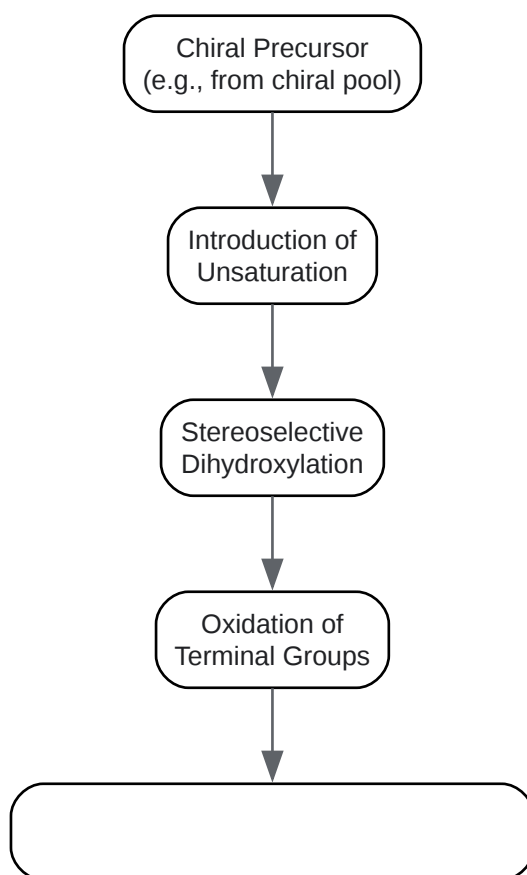 Chiral Precursor
(e.g., from chiral pool)
Introduction of
Unsaturation
Stereoselective
Dihydroxylation
Oxidation of
Terminal Groups